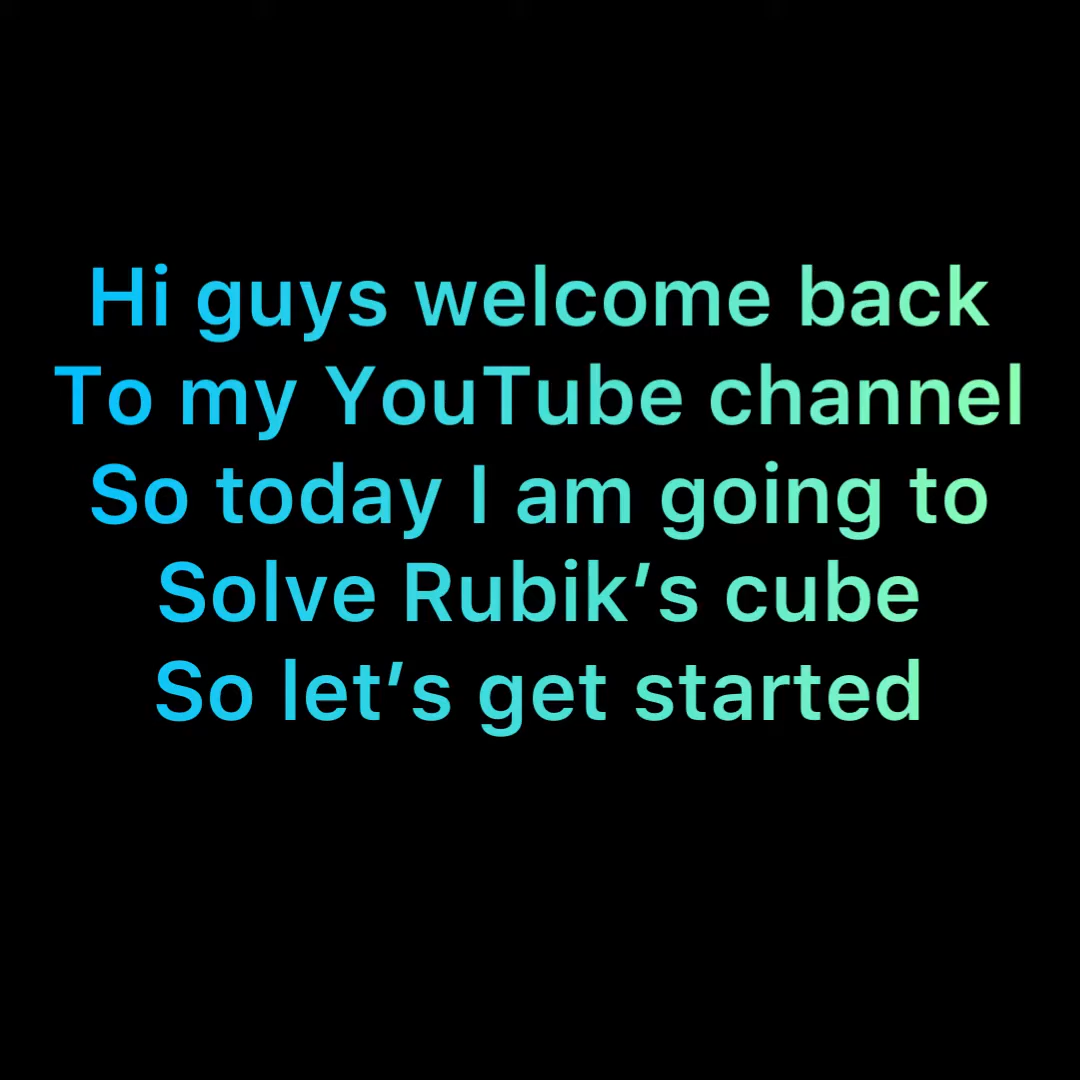 Hi guys welcome back
To my YouTube channel
So today I am going to
Solve Rubik’s cube
So let’s get started